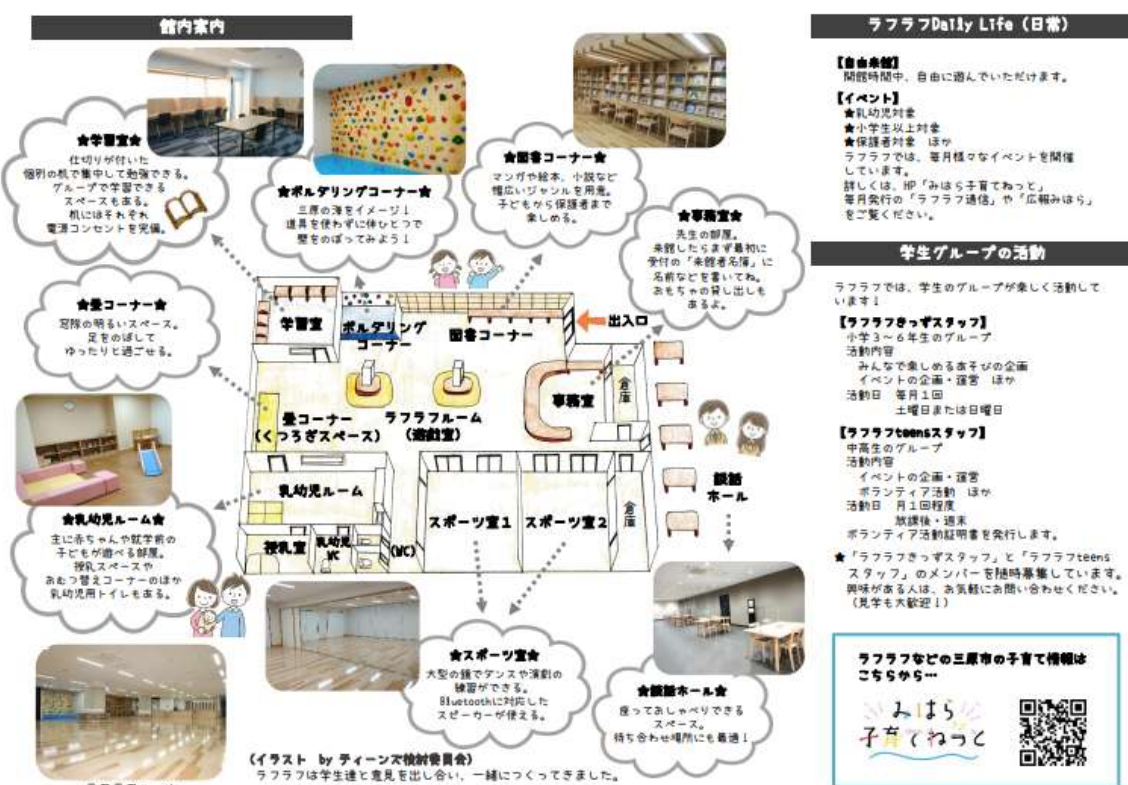 館内案内
★学習室★
仕切りが付いた
個別の机で集中して勉強できる。
グループで学習できる
スペースもある。
机にはそれぞれ
電源コンセントを完備。
★ボルダリングコーナー★
三原の海をイメージ！
道具を使わずに体ひとつで
壁をのぼってみよう！
★図書コーナー★
マンガや絵本、小説など
幅広いジャンルを用意。
子どもから保護者まで
楽しめる。
★事務室★
先生の部屋。
来館したらまず最初に
受付の「来館者名簿」に
名前などを書いてね。
おもちゃの貸し出しも
あるよ。
★畳コーナー★
窓際の明るいスペース。
足をのばして
ゆったりと過ごせる。
学習室
ボルダリング
コーナー
図書コーナー
出入口
事務室
倉庫
畳コーナー
(くつろぎスペース)
ラフラフルーム
(遊戯室)
乳幼児ルーム
授乳室
乳幼児
WC
(WC)
スポーツ室1
スポーツ室2
倉庫
談話
ホール
★乳幼児ルーム★
主に赤ちゃんや就学前の
子どもが遊べる部屋。
授乳スペースや
おむつ替えコーナーのほか
乳幼児用トイレもある。
★スポーツ室★
大型の鏡でダンスや演劇の
練習ができる。
Bluetoothに対応した
スピーカーが使える。
★談話ホール★
座っておしゃべりできる
スペース。
待ち合わせ場所にも最適！
(イラスト by ティーンズ検討委員会)
ラフラフは学生達と意見を出し合い、一緒につくってきました。
ラフラフDaily Life（日常）
【自由来館】
開館時間中、自由に遊んでいただけます。
【イベント】
★乳幼児対象
★小学生以上対象
★保護者対象 ほか
ラフラフでは、毎月様々なイベントを開催
しています。
詳しくは、HP「みはら子育てねっと」
毎月発行の「ラフラフ通信」や「広報みはら」
をご覧ください。
学生グループの活動
ラフラフでは、学生のグループが楽しく活動して
います！
【ラフラフきっずスタッフ】
小学3～6年生のグループ
活動内容
みんなで楽しめるあそびの企画
イベントの企画・運営 ほか
活動日 毎月1回
土曜日または日曜日
【ラフラフteensスタッフ】
中高生のグループ
活動内容
イベントの企画・運営
ボランティア活動 ほか
活動日 月1回程度
放課後・週末
ボランティア活動証明書を発行します。
★「ラフラフきっずスタッフ」と「ラフラフteens
スタッフ」のメンバーを随時募集しています。
興味がある人は、お気軽にお問い合わせください。
(見学も大歓迎！)
ラフラフなどの三原市の子育て情報は
こちらから…
みはら
子育てねっと